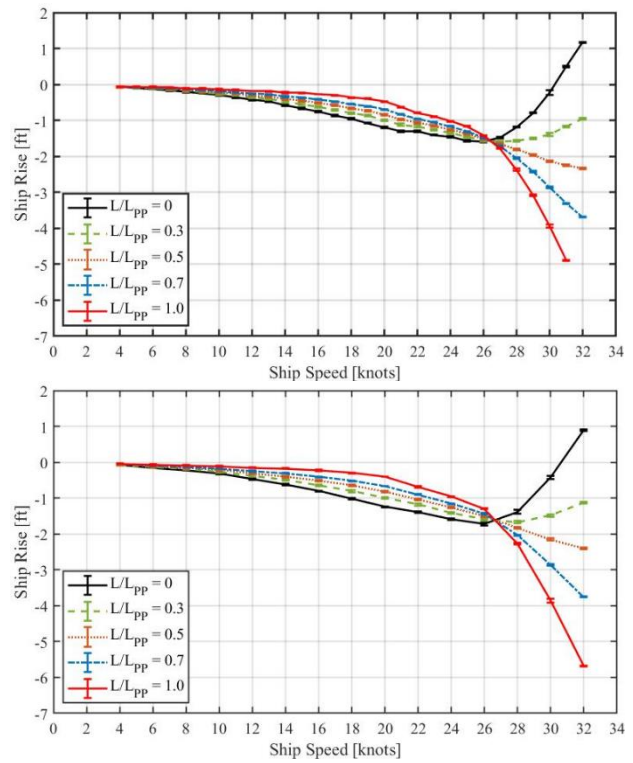 2
1
0
-1
-2
-3
-4
-5
-6
-7
Ship Rise [ft]
L/LPP = 0
L/LPP = 0.3
L/LPP = 0.5
L/LPP = 0.7
L/LPP = 1.0
0 2 4 6 8 10 12 14 16 18 20 22 24 26 28 30 32 34
Ship Speed [knots]
2
1
0
-1
-2
-3
-4
-5
-6
-7
Ship Rise [ft]
L/LPP = 0
L/LPP = 0.3
L/LPP = 0.5
L/LPP = 0.7
L/LPP = 1.0
0 2 4 6 8 10 12 14 16 18 20 22 24 26 28 30 32 34
Ship Speed [knots]